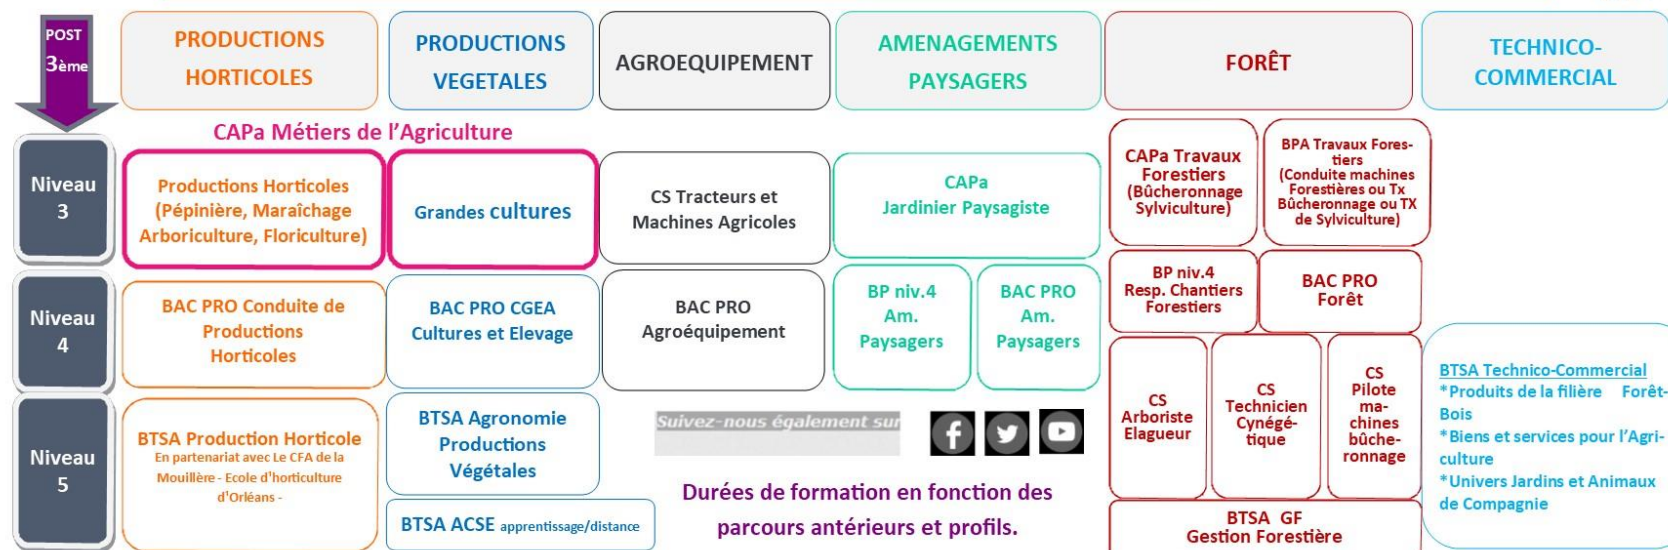 POST
3ème
PRODUCTIONS
HORTICOLES
PRODUCTIONS
VEGETALES
AGROEQUIPEMENT
AMENAGEMENTS
PAYSAGERS
FORÊT
TECHNICO-
COMMERCIAL
CAPa Métiers de l'Agriculture
Niveau
3
Productions Horticoles
(Pépinière, Maraîchage
Arboriculture, Floriculture)
Grandes cultures
CS Tracteurs et
Machines Agricoles
CAPa
Jardinier Paysagiste
CAPa Travaux
Forestiers
(Bûcheronnage
Sylviculture)
BPA Travaux Fores-
tiers
(Conduite machines
Forestières ou Tx
Bûcheronnage ou TX
de Sylviculture)
Niveau
4
BAC PRO Conduite de
Productions
Horticoles
BAC PRO CGEA
Cultures et Elevage
BAC PRO
Agroéquipement
BP niv.4
Am.
Paysagers
BAC PRO
Am.
Paysagers
BP niv.4
Resp. Chantiers
Forestiers
BAC PRO
Forêt
Niveau
5
BTSA Production Horticole
En partenariat avec Le CFA de la
Mouillère - Ecole d'horticulture
d'Orléans -
BTSA Agronomie
Productions
Végétales
BTSA ACSE apprentissage/distance
Suivez-nous également sur
Durées de formation en fonction des
parcours antérieurs et profils.
CS
Arboriste
Elagueur
CS
Technicien
Cynégé-
tique
CS
Pilote
ma-
chines
bûche-
ronnage
BTSA GF
Gestion Forestière
BTSA Technico-Commercial
*Produits de la filière Forêt-
Bois
*Biens et services pour l'Agri-
culture
*Univers Jardins et Animaux
de Compagnie